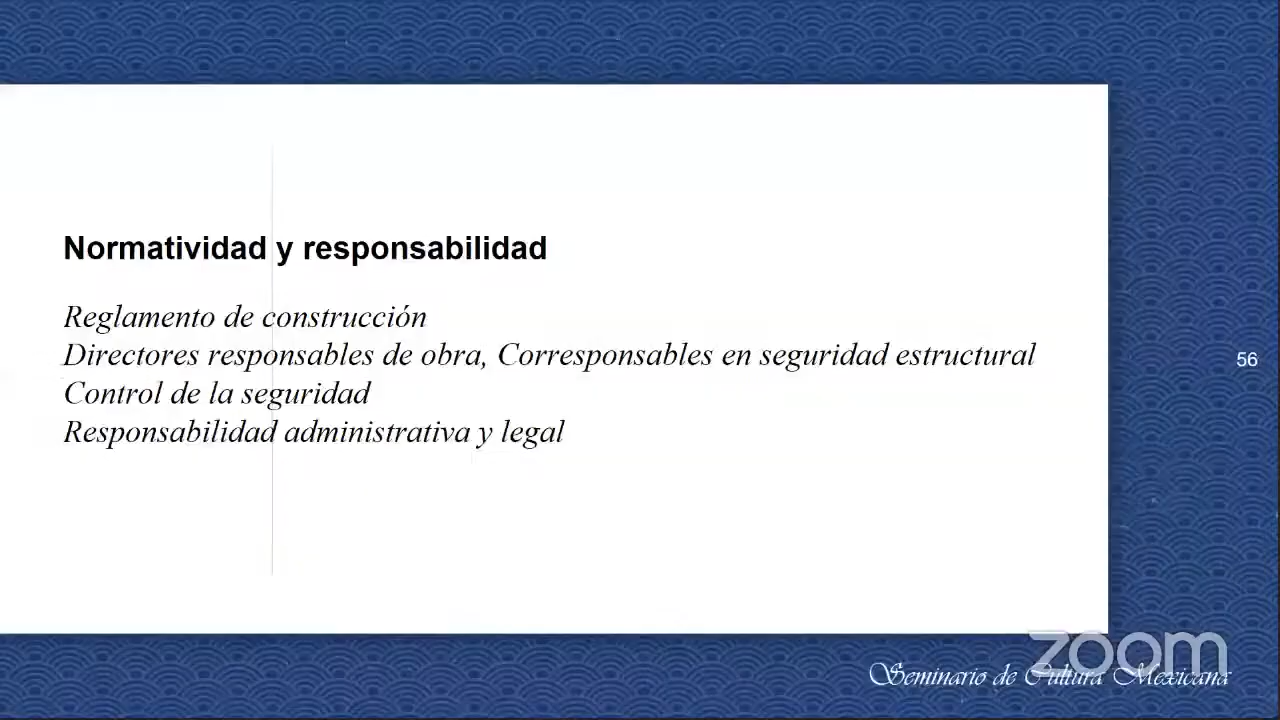 Normatividad y responsabilidad
Reglamento de construcción
Directores responsables de obra, Corresponsables en seguridad estructural
Control de la seguridad
Responsabilidad administrativa y legal
56
zoom
Seminario de Cultura Mexicana